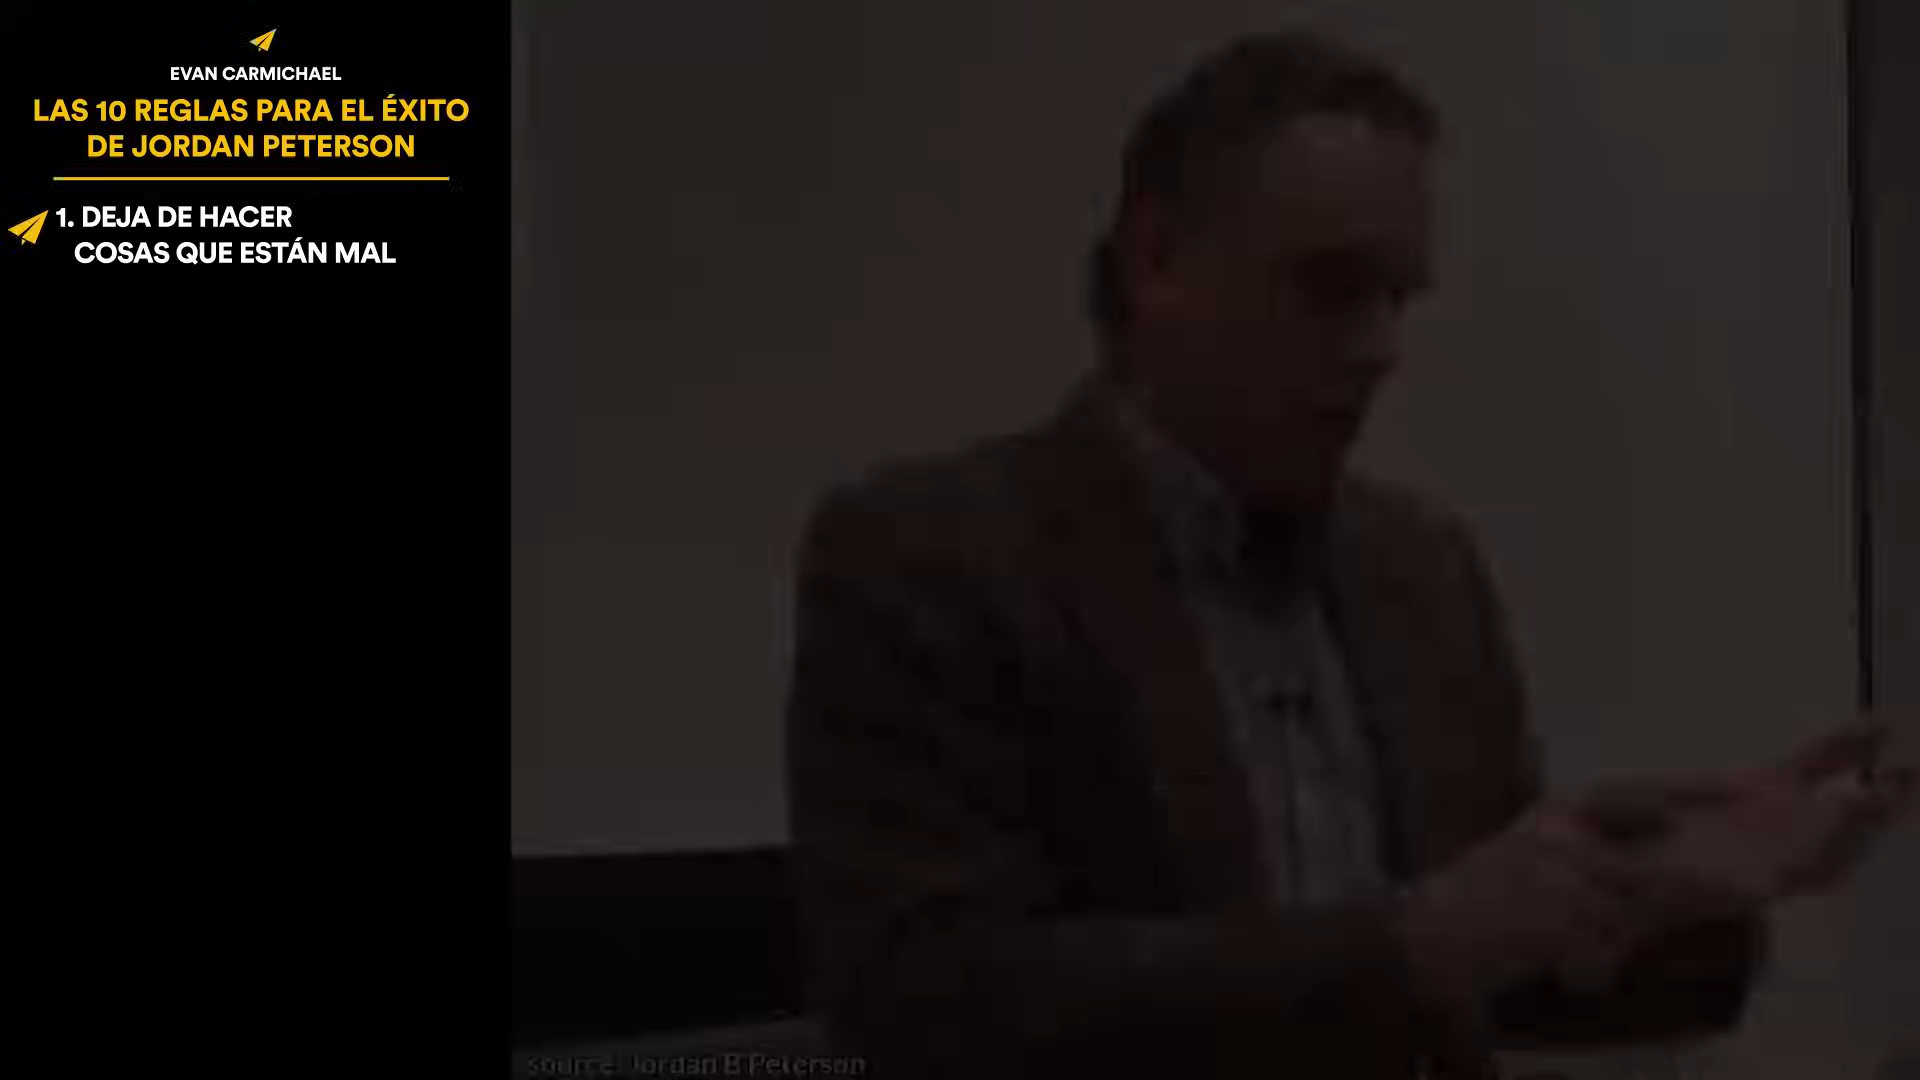 EVAN CARMICHAEL
LAS 10 REGLAS PARA EL ÉXITO
DE JORDAN PETERSON
1. DEJA DE HACER
COSAS QUE ESTÁN MAL
source: Jordan B Peterson